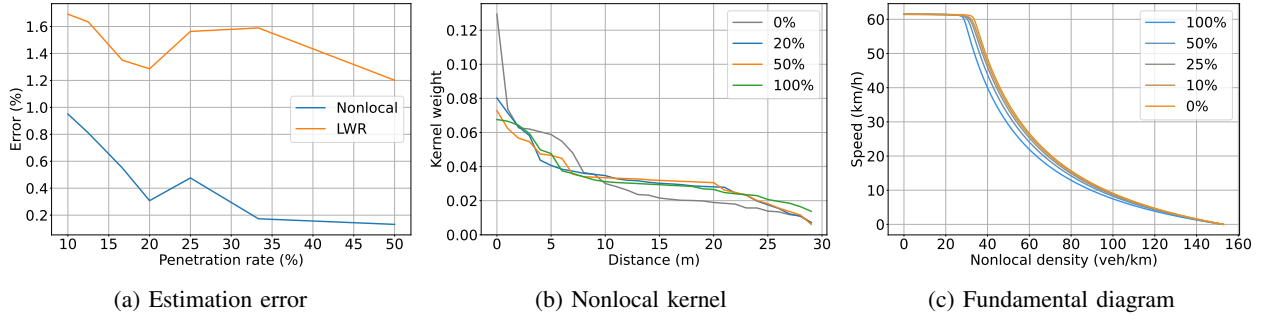 1.6
1.4
1.2
1.0
0.8
0.6
0.4
0.2
Error (%)
Nonlocal
LWR
10 15 20 25 30 35 40 45 50
Penetration rate (%)
(a) Estimation error
0.12
0.10
0.08
0.06
0.04
0.02
0.00
Kernel weight
0%
20%
50%
100%
0 5 10 15 20 25 30
Distance (m)
(b) Nonlocal kernel
60
50
40
30
20
10
0
Speed (km/h)
100%
50%
25%
10%
0%
0 20 40 60 80 100 120 140 160
Nonlocal density (veh/km)
(c) Fundamental diagram